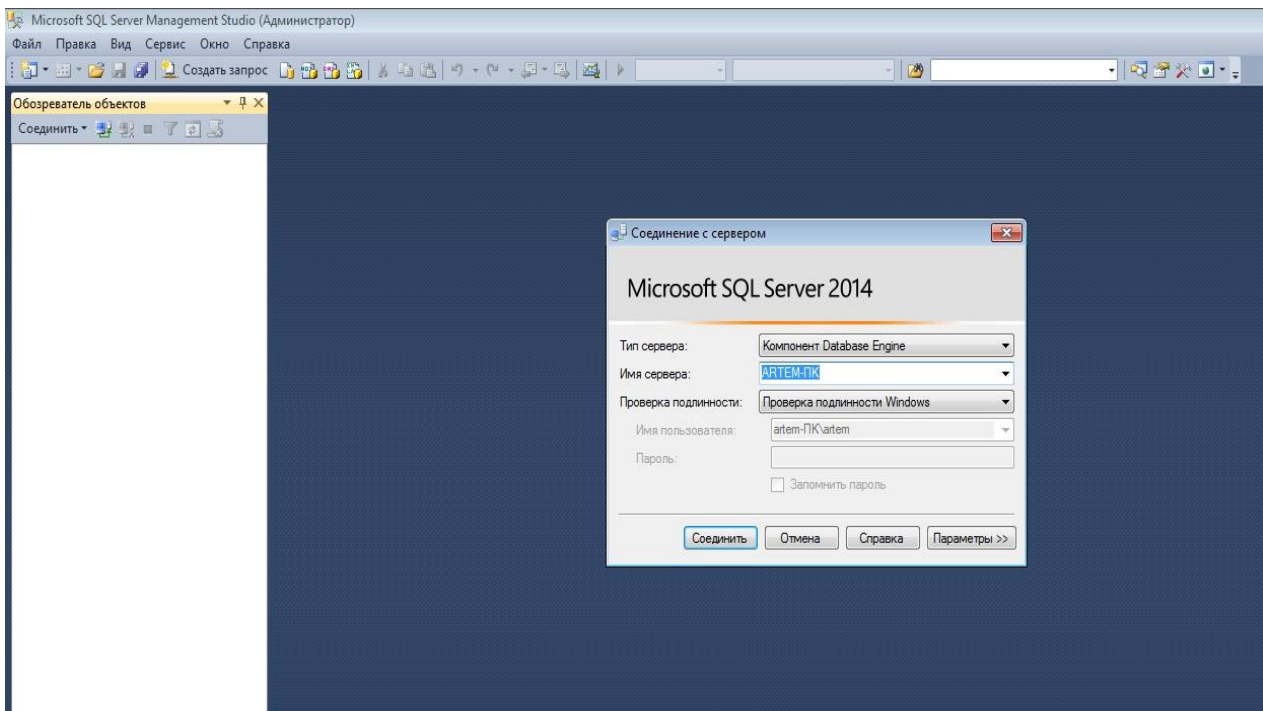 Microsoft SQL Server Management Studio (Администратор)
Файл Правка Вид Сервис Окно Справка
Создать запрос
Обозреватель объектов
Соединить
Соединение с сервером
Microsoft SQL Server 2014
Тип сервера: Компонент Database Engine
Имя сервера: ARTEM-ПК
Проверка подлинности: Проверка подлинности Windows
Имя пользователя: artem-ПК\artem
Пароль:
Запомнить пароль
Соединить Отмена Справка Параметры >>